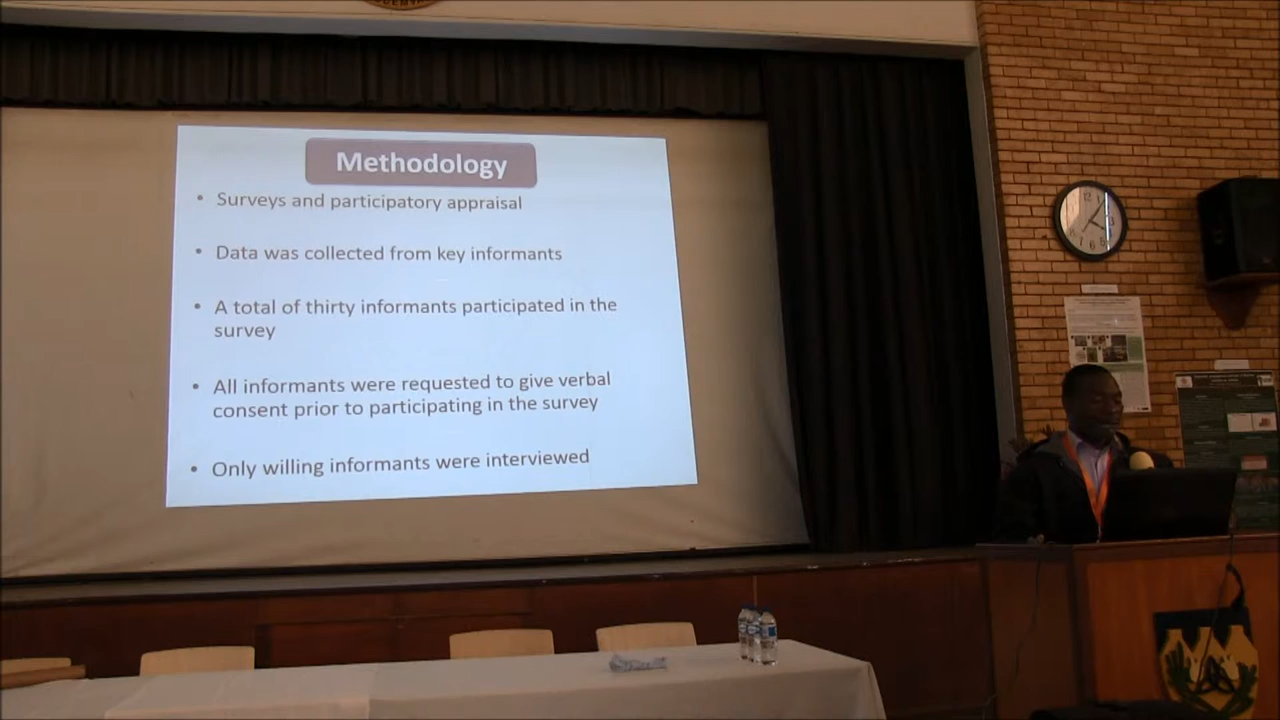 Methodology
• Surveys and participatory appraisal
• Data was collected from key informants
• A total of thirty informants participated in the
survey
• All informants were requested to give verbal
consent prior to participating in the survey
• Only willing informants were interviewed